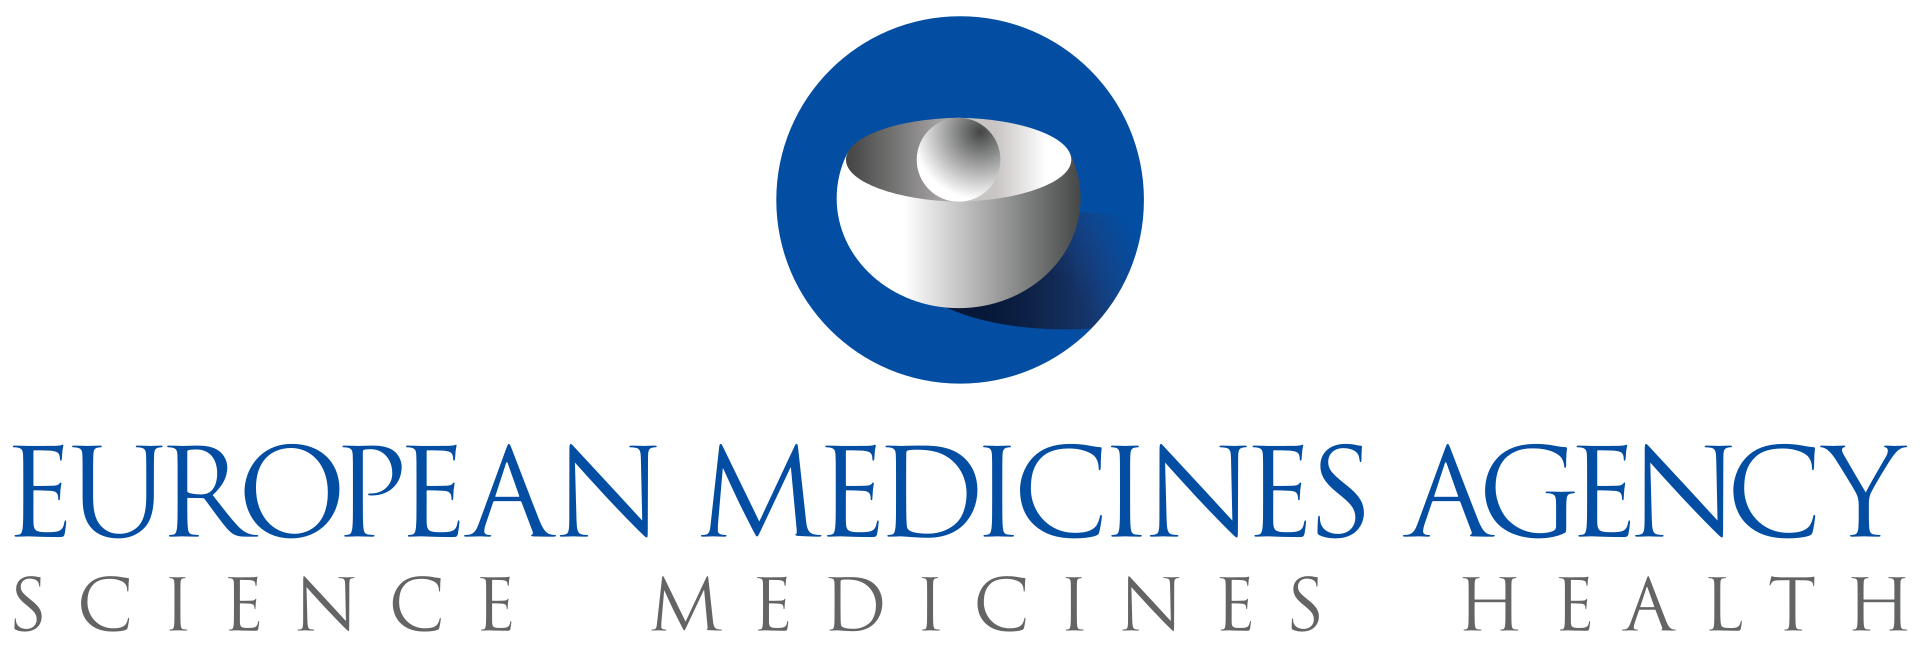 EUROPEAN MEDICINES AGENCY
SCIENCE MEDICINES HEALTH